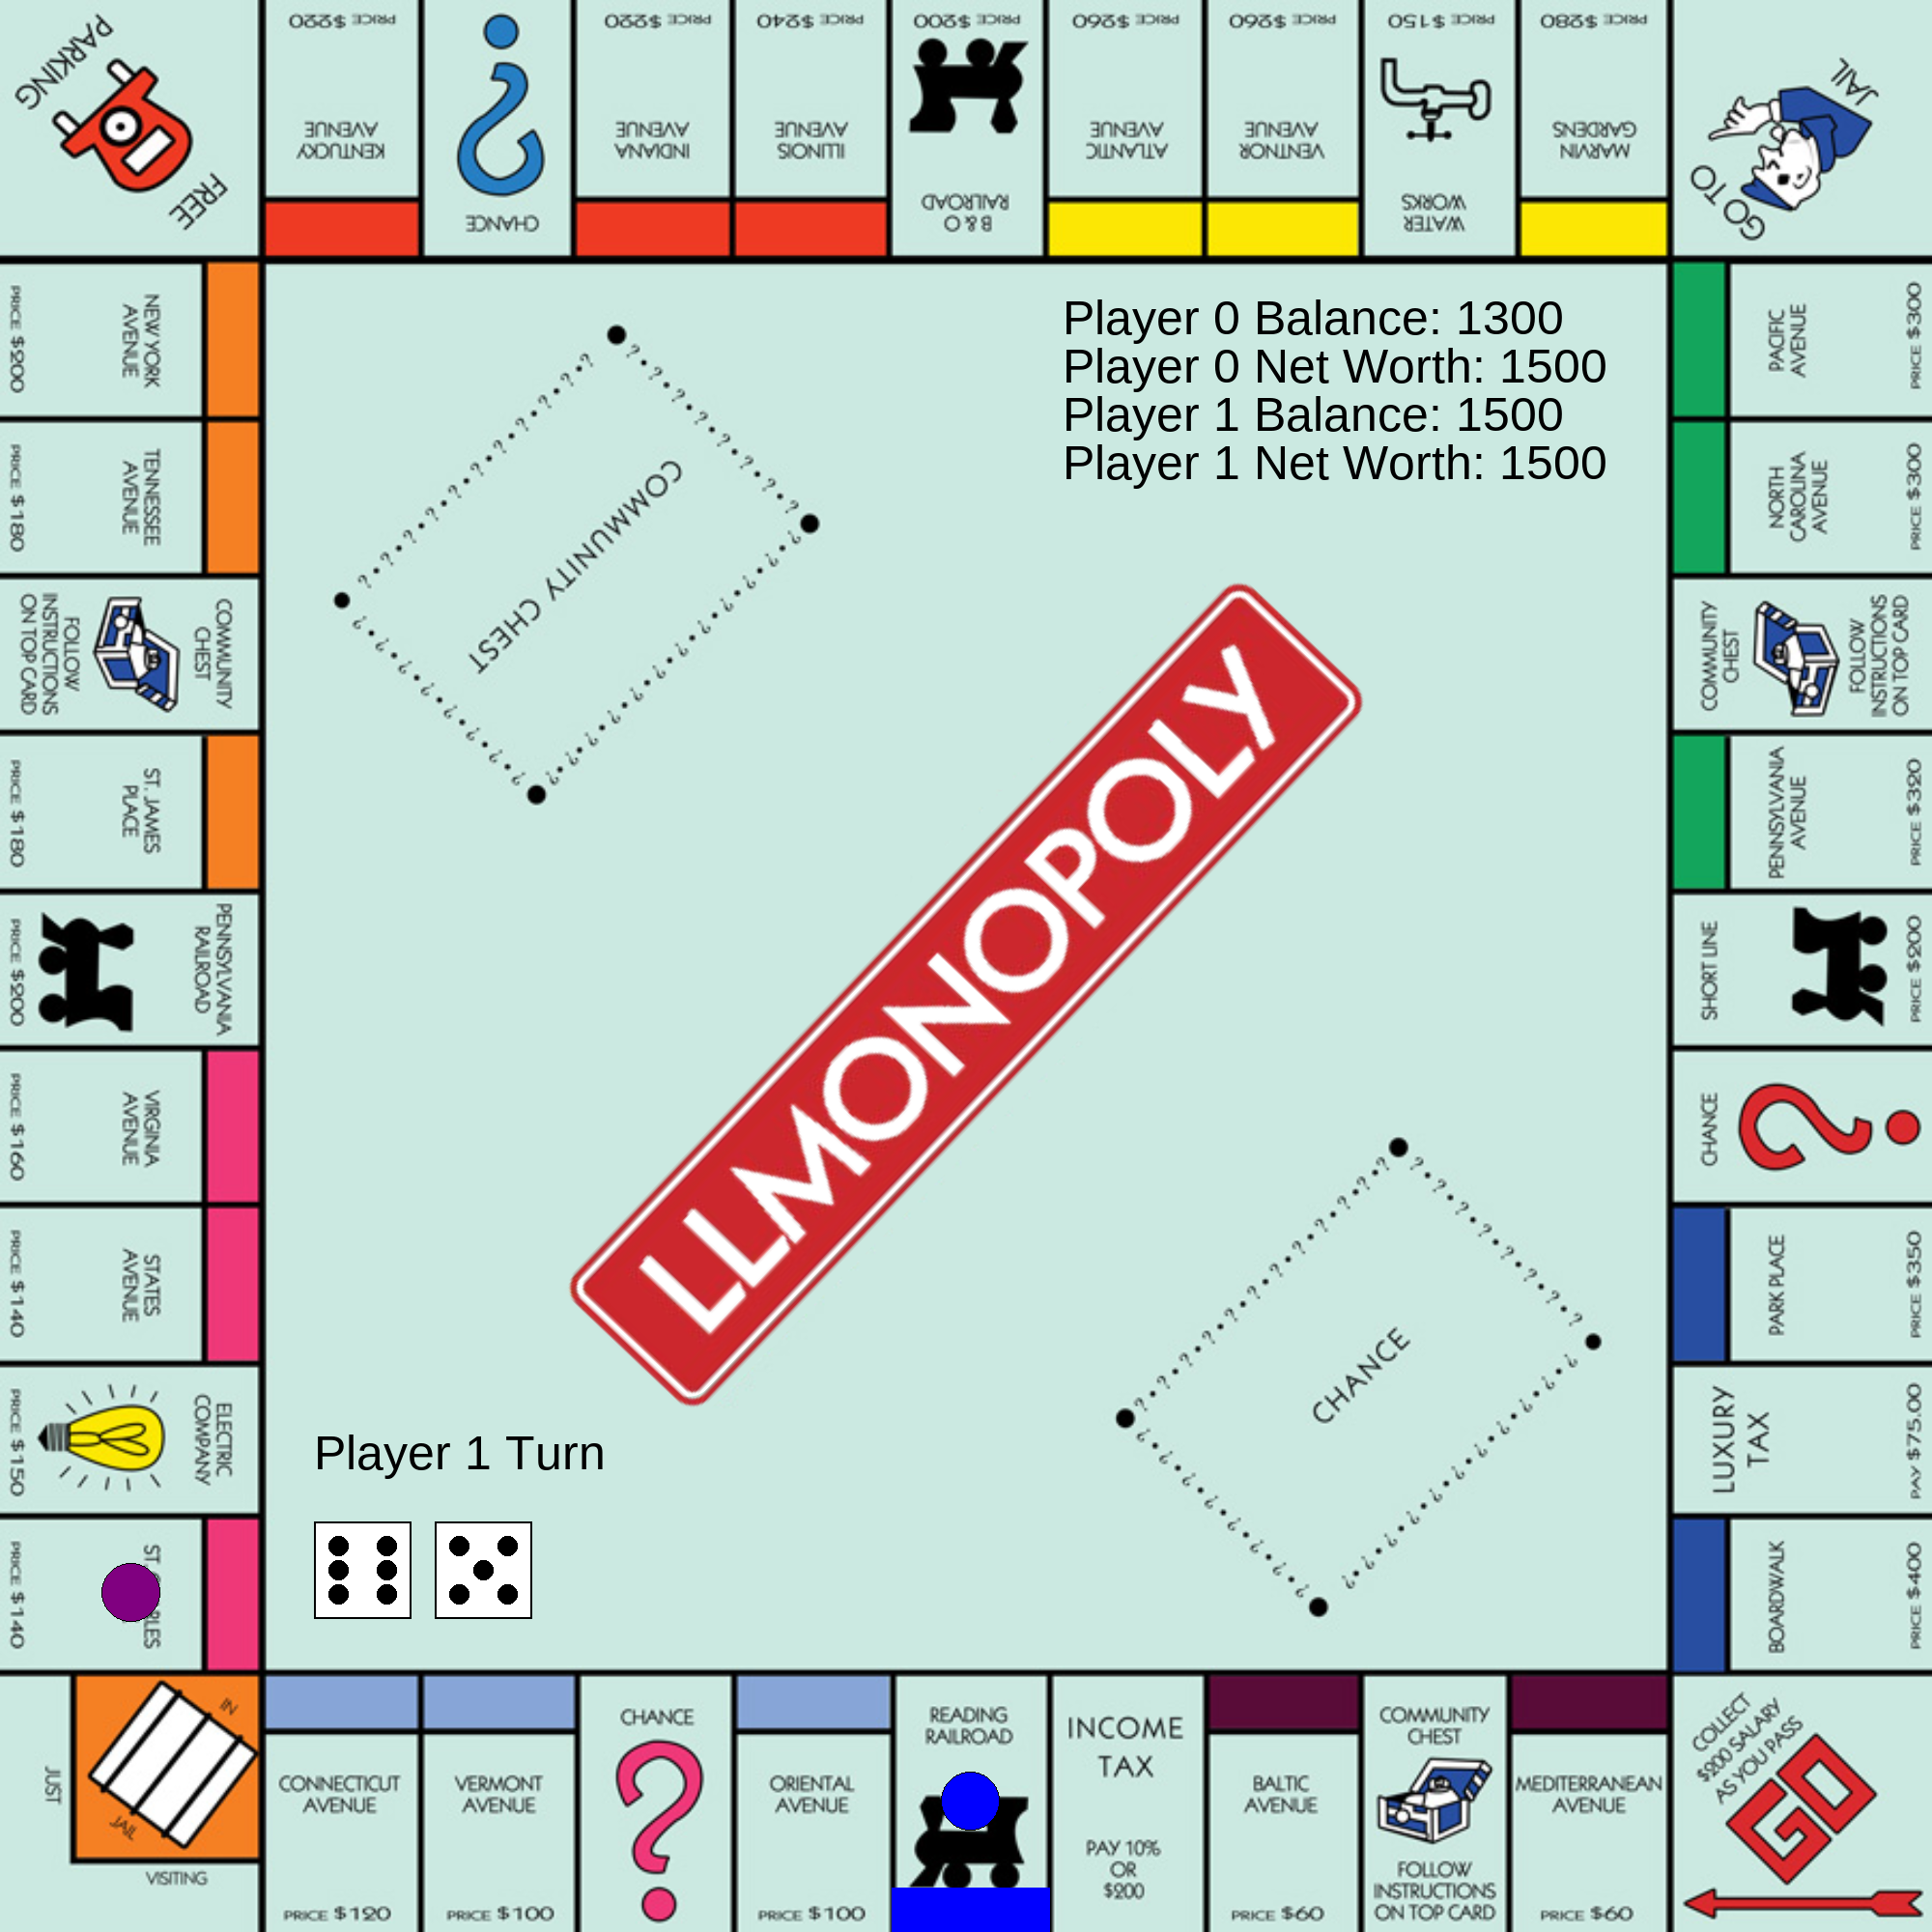 FREE
PARKING
PRICE $220
KENTUCKY
AVENUE
CHANCE
PRICE $220
INDIANA
AVENUE
PRICE $240
ILLINOIS
AVENUE
PRICE $200
B & O
RAILROAD
PRICE $260
ATLANTIC
AVENUE
PRICE $260
VENTNOR
AVENUE
PRICE $150
WATER
WORKS
PRICE $280
MARVIN
GARDENS
GO TO
JAIL
NEW YORK
AVENUE
PRICE $200
TENNESSEE
AVENUE
PRICE $180
COMMUNITY
CHEST
FOLLOW
INSTRUCTIONS
ON TOP CARD
ST. JAMES
PLACE
PRICE $180
PENNSYLVANIA
RAILROAD
PRICE $200
VIRGINIA
AVENUE
PRICE $160
STATES
AVENUE
PRICE $140
ELECTRIC
COMPANY
PRICE $150
ST
PRICE $140
Player 0 Balance: 1300
Player 0 Net Worth: 1500
Player 1 Balance: 1500
Player 1 Net Worth: 1500
COMMUNITY CHEST
LLMONOPOLY
CHANCE
Player 1 Turn
PACIFIC
AVENUE
PRICE $300
NORTH
CAROLINA
AVENUE
PRICE $300
COMMUNITY
CHEST
FOLLOW
INSTRUCTIONS
ON TOP CARD
PENNSYLVANIA
AVENUE
PRICE $320
SHORT LINE
PRICE $200
CHANCE
PARK PLACE
PRICE $350
LUXURY
TAX
PAY $75.00
BOARDWALK
PRICE $400
JUST
VISITING
IN
JAIL
CONNECTICUT
AVENUE
PRICE $120
VERMONT
AVENUE
PRICE $100
CHANCE
ORIENTAL
AVENUE
PRICE $100
READING
RAILROAD
INCOME
TAX
PAY 10%
OR
$200
BALTIC
AVENUE
PRICE $60
COMMUNITY
CHEST
FOLLOW
INSTRUCTIONS
ON TOP CARD
MEDITERRANEAN
AVENUE
PRICE $60
COLLECT
$200 SALARY
AS YOU PASS
GO